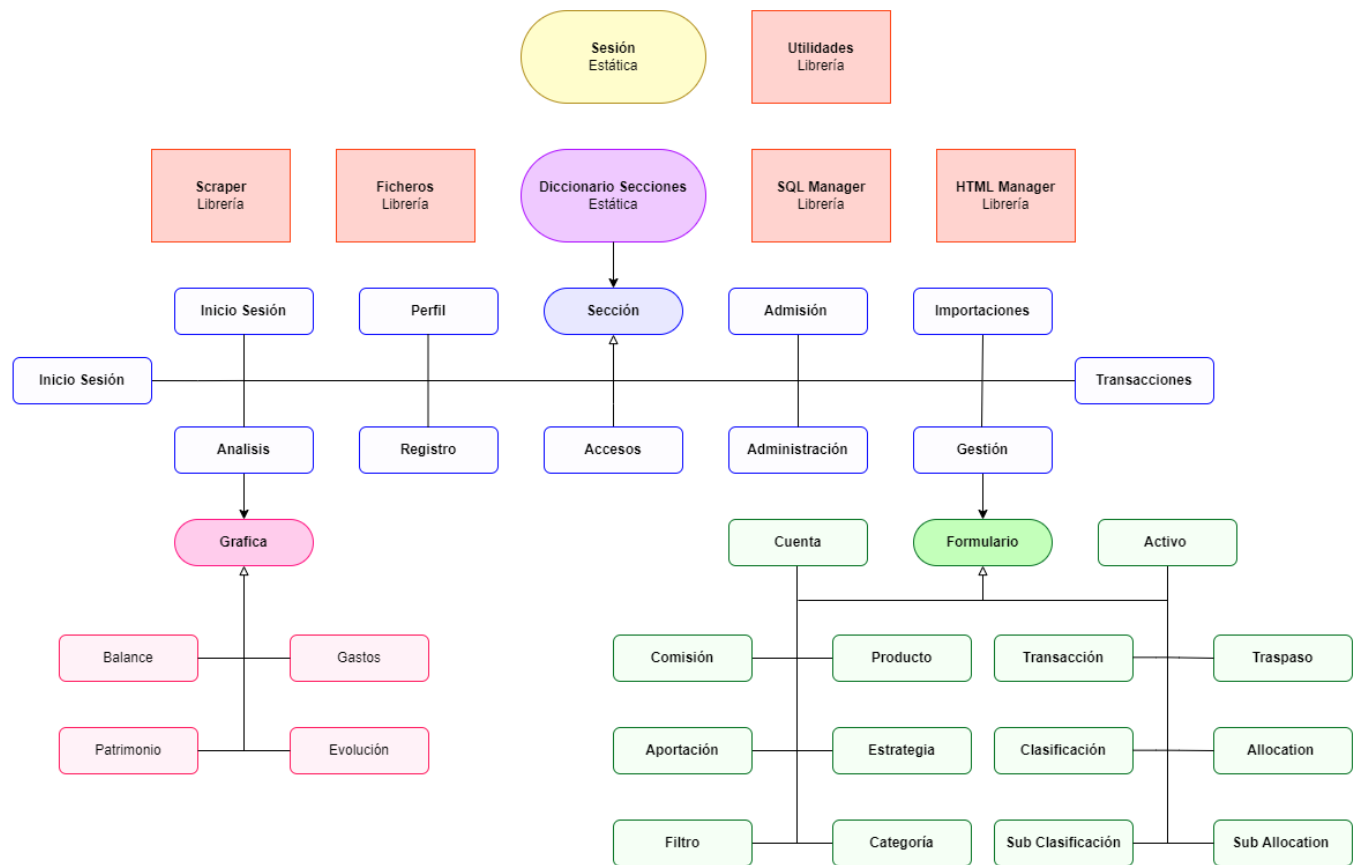 Sesión
Estática
Utilidades
Librería
Scraper
Librería
Ficheros
Librería
Diccionario Secciones
Estática
SQL Manager
Librería
HTML Manager
Librería
Inicio Sesión
Perfil
Sección
Admisión
Importaciones
Inicio Sesión
Transacciones
Analisis
Registro
Accesos
Administración
Gestión
Grafica
Cuenta
Formulario
Activo
Balance
Gastos
Comisión
Producto
Transacción
Traspaso
Patrimonio
Evolución
Aportación
Estrategia
Clasificación
Allocation
Filtro
Categoría
Sub Clasificación
Sub Allocation